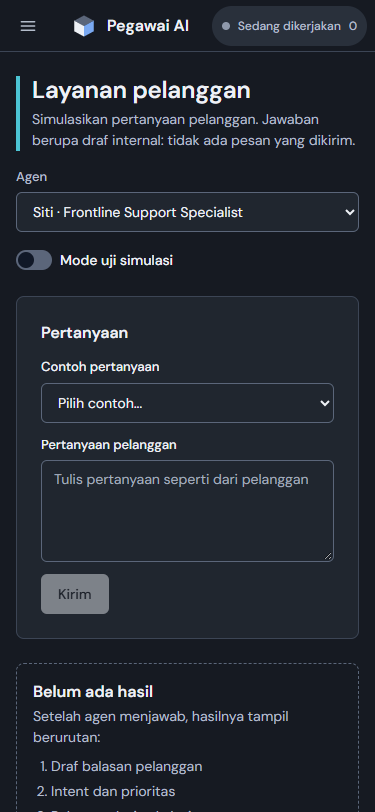 Pegawai AI
Sedang dikerjakan 0
Layanan pelanggan
Simulasikan pertanyaan pelanggan. Jawaban
berupa draf internal: tidak ada pesan yang dikirim.
Agen
Siti · Frontline Support Specialist
Mode uji simulasi
Pertanyaan
Contoh pertanyaan
Pilih contoh...
Pertanyaan pelanggan
Tulis pertanyaan seperti dari pelanggan
Kirim
Belum ada hasil
Setelah agen menjawab, hasilnya tampil
berurutan:
1. Draf balasan pelanggan
2. Intent dan prioritas